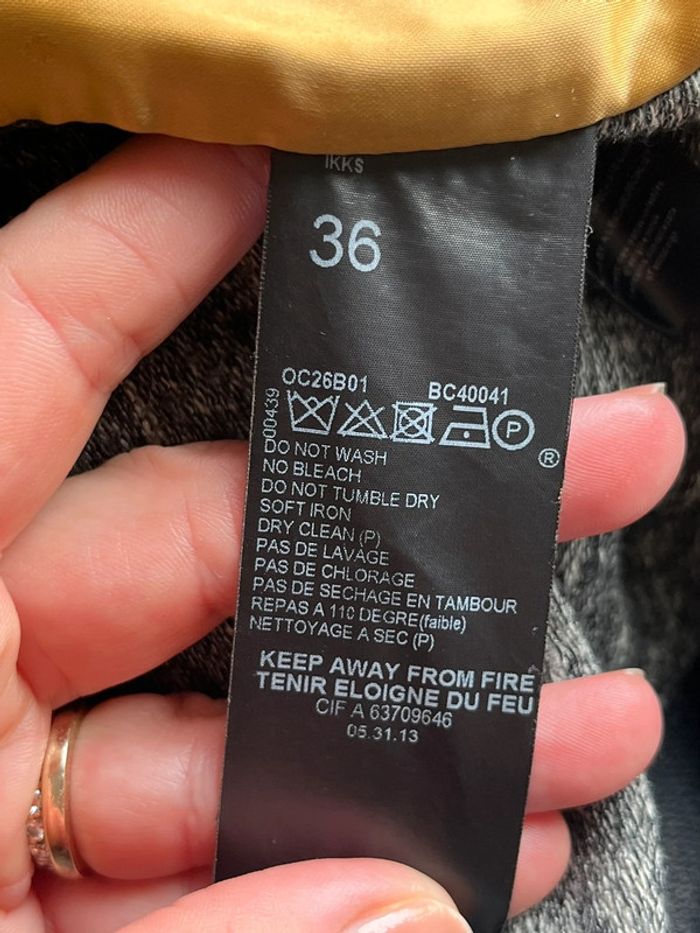 IKKS
36
OC26B01 BC40041
00439
P
®
DO NOT WASH
NO BLEACH
DO NOT TUMBLE DRY
SOFT IRON
DRY CLEAN (P)
PAS DE LAVAGE
PAS DE CHLORAGE
PAS DE SECHAGE EN TAMBOUR
REPAS A 110 DEGRE(faible)
NETTOYAGE A SEC (P)
KEEP AWAY FROM FIRE
TENIR ELOIGNE DU FEU
CIF A 63709646
05.31.13